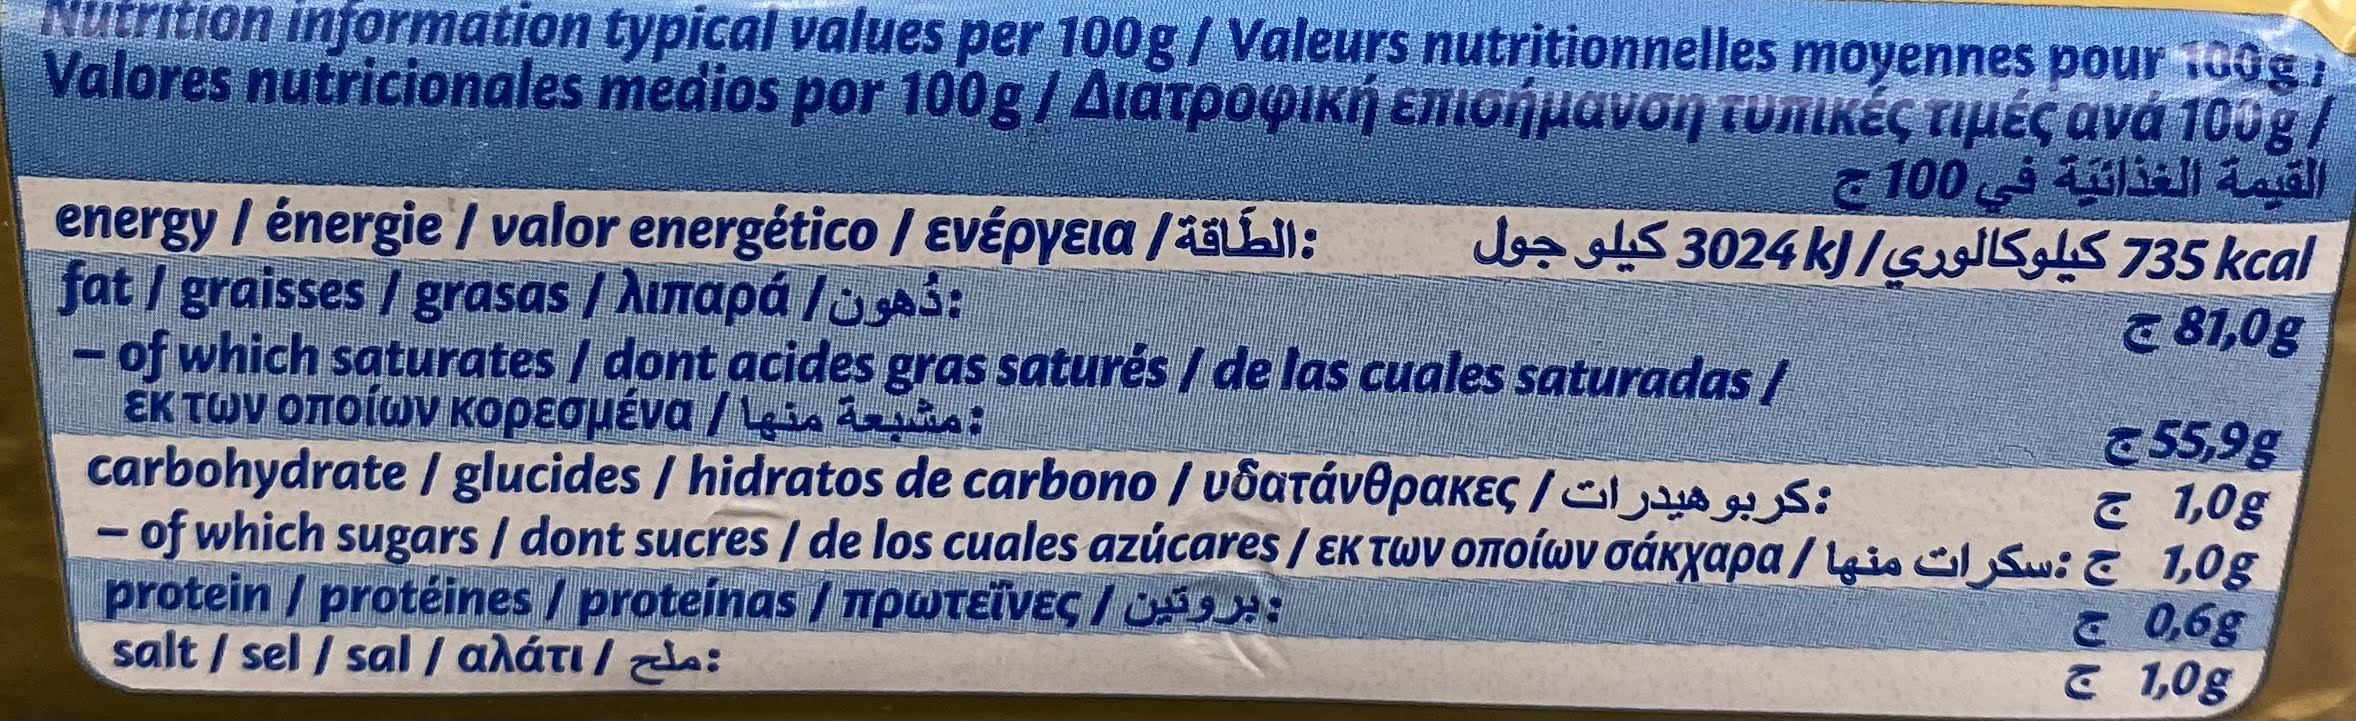 Nutrition information typical values per 100g / Valeurs nutritionnelles moyennes pour 100g /
Valores nutricionales medios por 100g / Διατροφική επισήμανση τυπικές τιμές ανά 100g /
القيمة الغذائيّة في 100 ج
energy / énergie / valor energético / ενέργεια / الطّاقة: 3024 kJ كيلو جول / 735 kcal كيلوكالوري
fat / graisses / grasas / λιπαρά / دُهون: 81,0g ج
– of which saturates / dont acides gras saturés / de las cuales saturadas /
εκ των οποίων κορεσμένα / مشبعة منها: 55,9g ج
carbohydrate / glucides / hidratos de carbono / υδατάνθρακες / كربوهيدرات: 1,0g ج
– of which sugars / dont sucres / de los cuales azúcares / εκ των οποίων σάκχαρα / سكرات منها: 1,0g ج
protein / protéines / proteínas / πρωτεΐνες / بروتين: 0,6g ج
salt / sel / sal / αλάτι / ملح: 1,0g ج